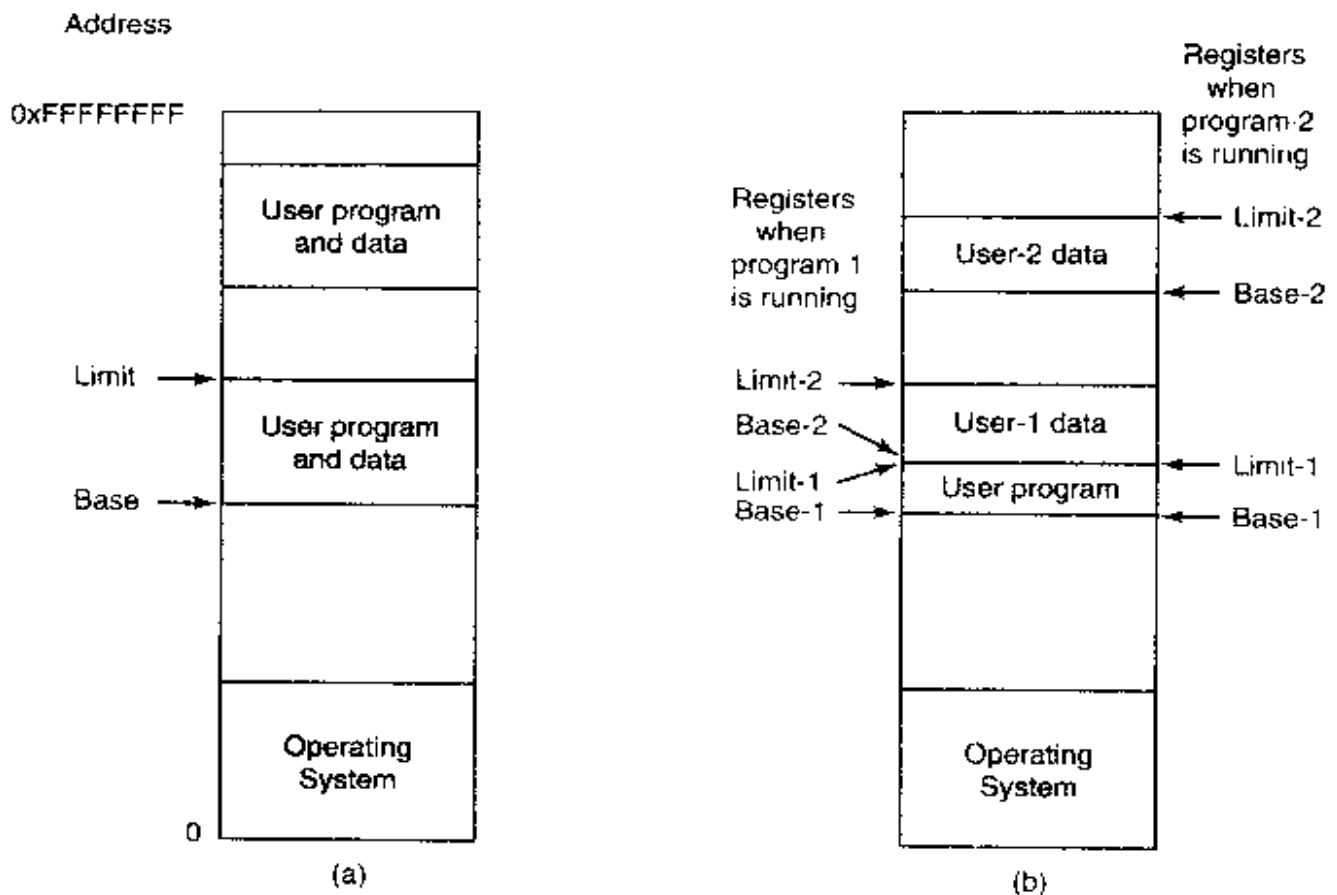 Address
0xFFFFFFFF
User program
and data
Limit
User program
and data
Base
Operating
System
0
(a)
Registers
when
program 2
is running
Registers
when
program 1
is running
Limit-2
User-2 data
Base-2
Limit-2
User-1 data
Base-2
Limit-1
Limit-1
User program
Base-1
Base-1
Operating
System
(b)